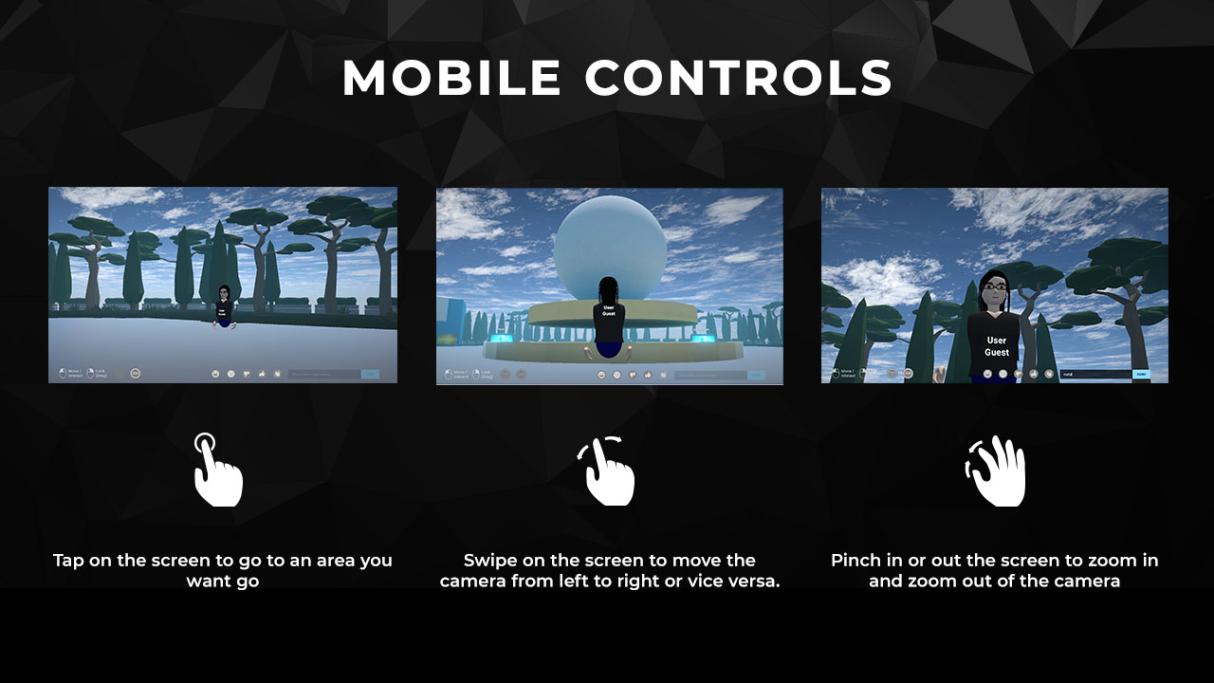 MOBILE CONTROLS
User
Guest
User
Guest
Tap on the screen to go to an area you
want go
Swipe on the screen to move the
camera from left to right or vice versa.
Pinch in or out the screen to zoom in
and zoom out of the camera